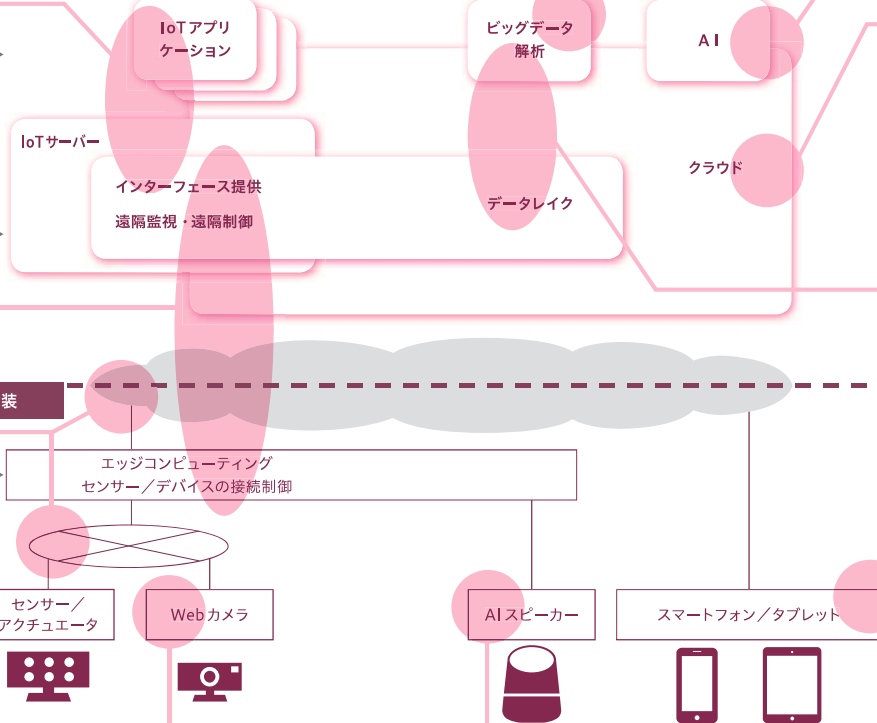 IoTアプリ
ケーション
ビッグデータ
解析
AI
IoTサーバー
クラウド
インターフェース提供
データレイク
遠隔監視・遠隔制御
装
エッジコンピューティング
センサー／デバイスの接続制御
センサー／
アクチュエータ
Webカメラ
AIスピーカー
スマートフォン／タブレット